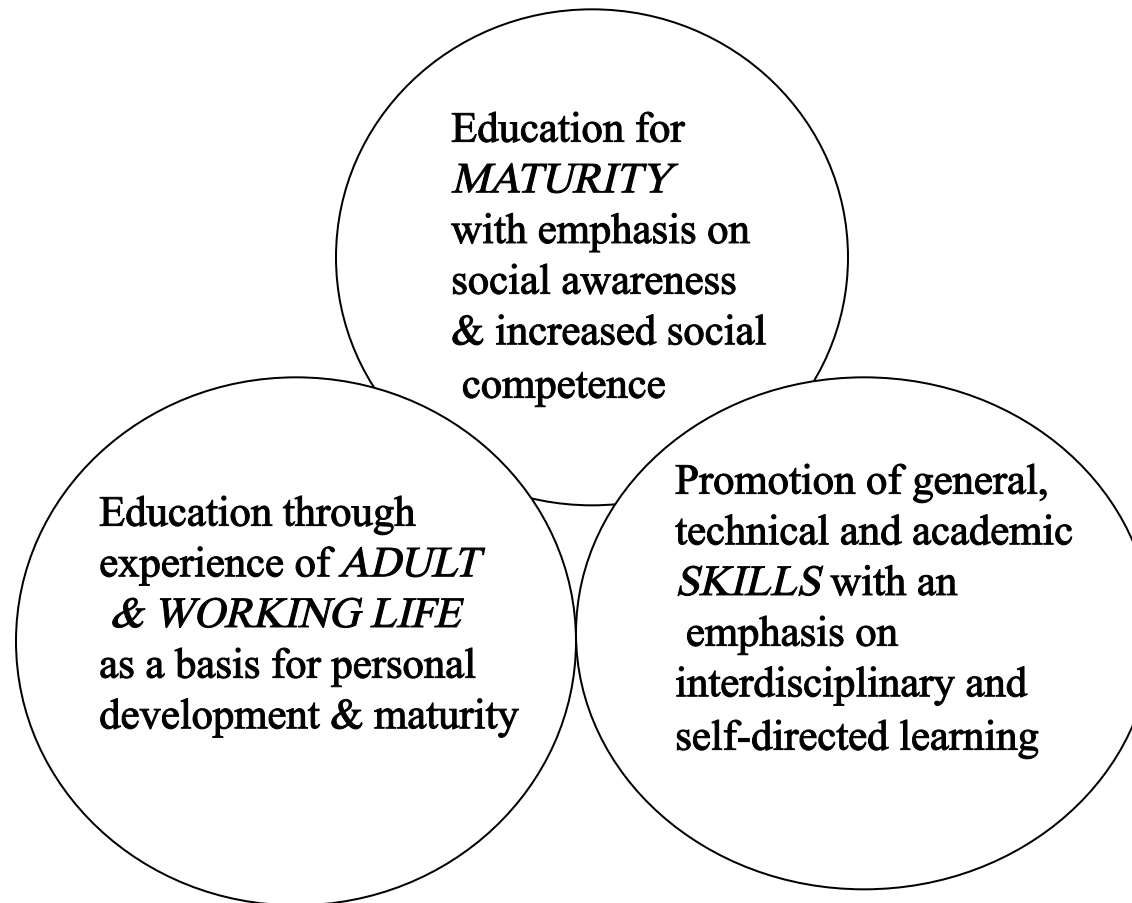 Education for
MATURITY
with emphasis on
social awareness
& increased social
competence
Education through
experience of ADULT
& WORKING LIFE
as a basis for personal
development & maturity
Promotion of general,
technical and academic
SKILLS with an
emphasis on
interdisciplinary and
self-directed learning